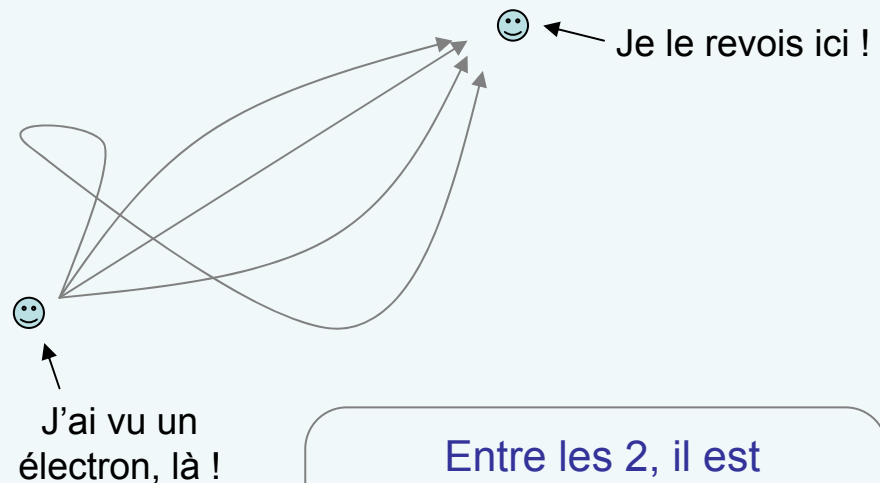 Je le revois ici !
J’ai vu un
électron, là !
Entre les 2, il est